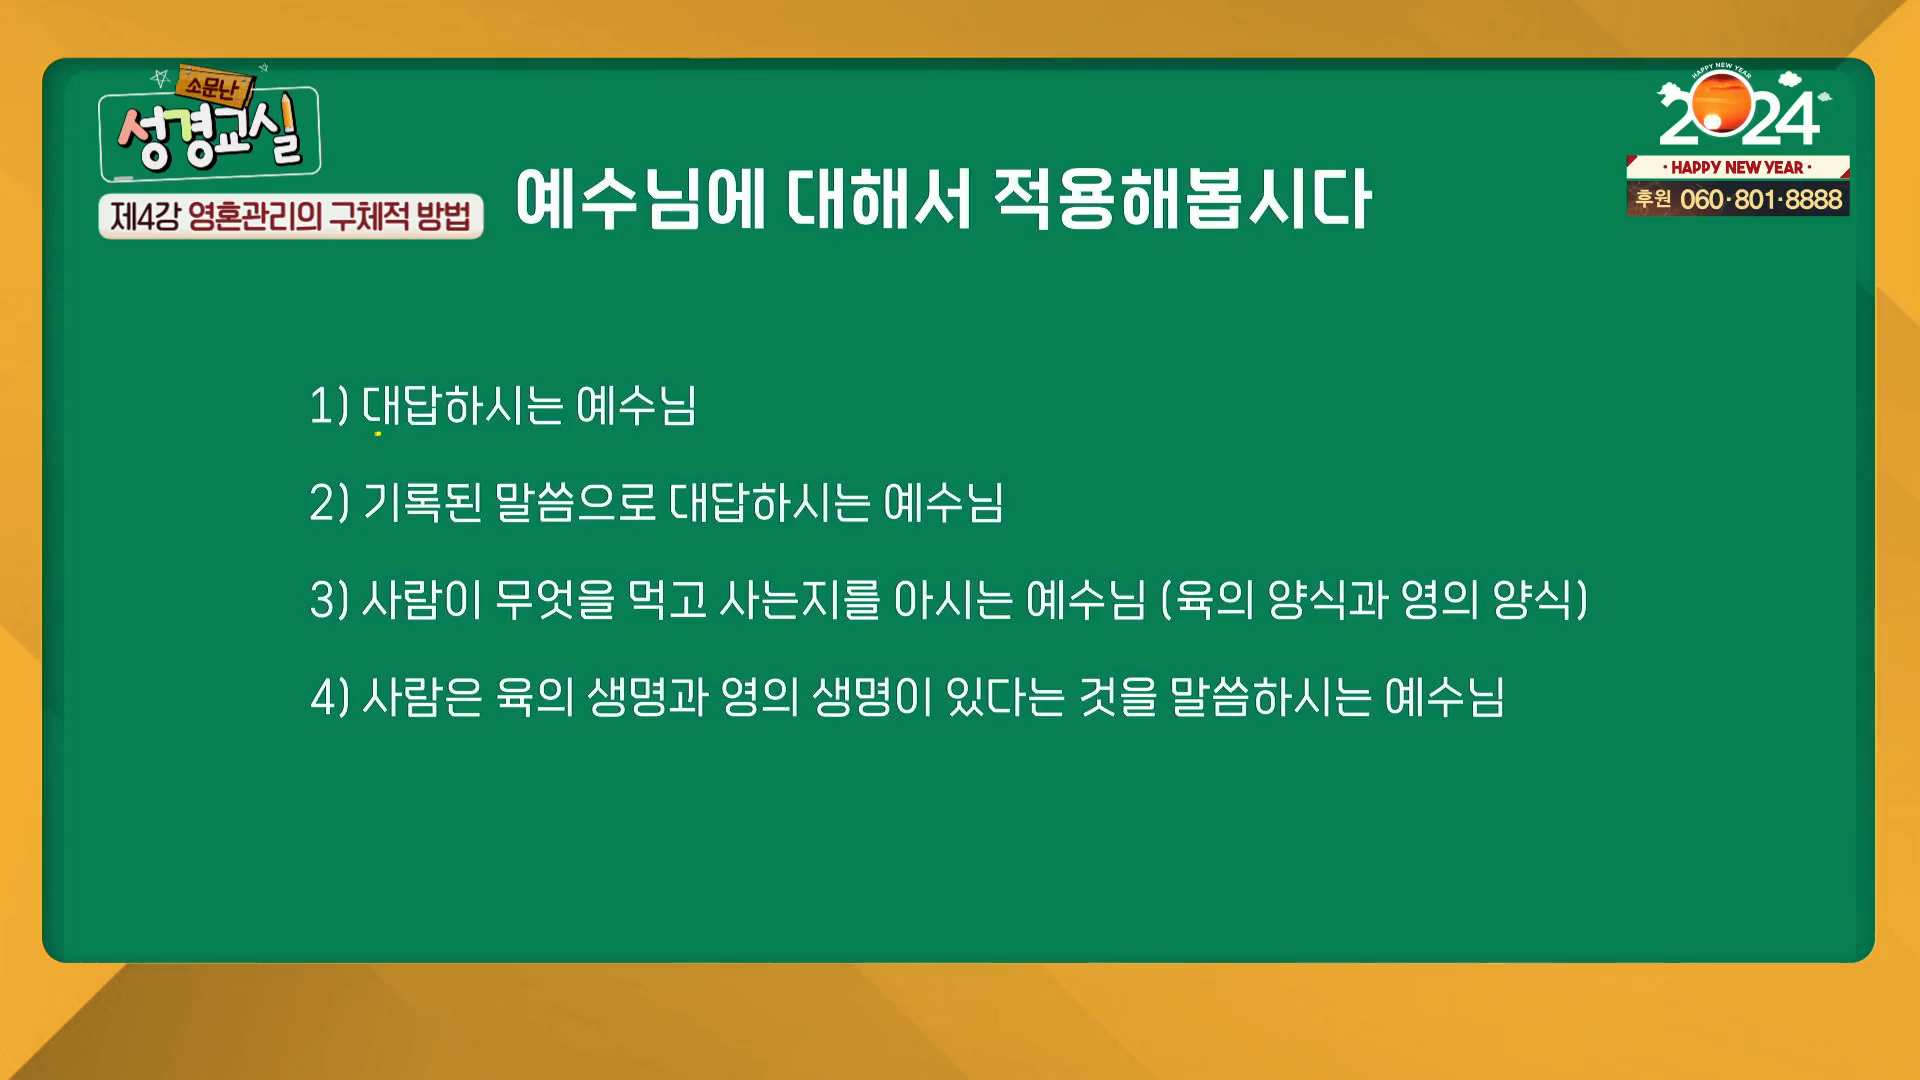 소문난
성경교실
제4강 영혼관리의 구체적 방법
예수님에 대해서 적용해봅시다
HAPPY NEW YEAR
2024
· HAPPY NEW YEAR ·
후원 060·801·8888
1) 대답하시는 예수님
2) 기록된 말씀으로 대답하시는 예수님
3) 사람이 무엇을 먹고 사는지를 아시는 예수님 (육의 양식과 영의 양식)
4) 사람은 육의 생명과 영의 생명이 있다는 것을 말씀하시는 예수님